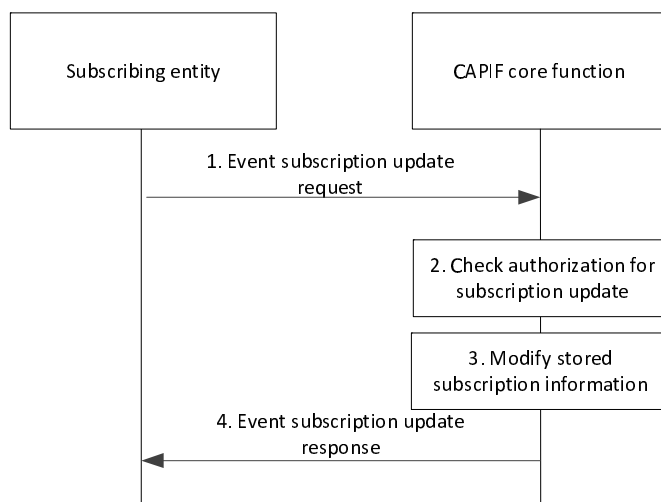 Subscribing entity
CAPIF core function
1. Event subscription update
request
2. Check authorization for
subscription update
3. Modify stored
subscription information
4. Event subscription update
response